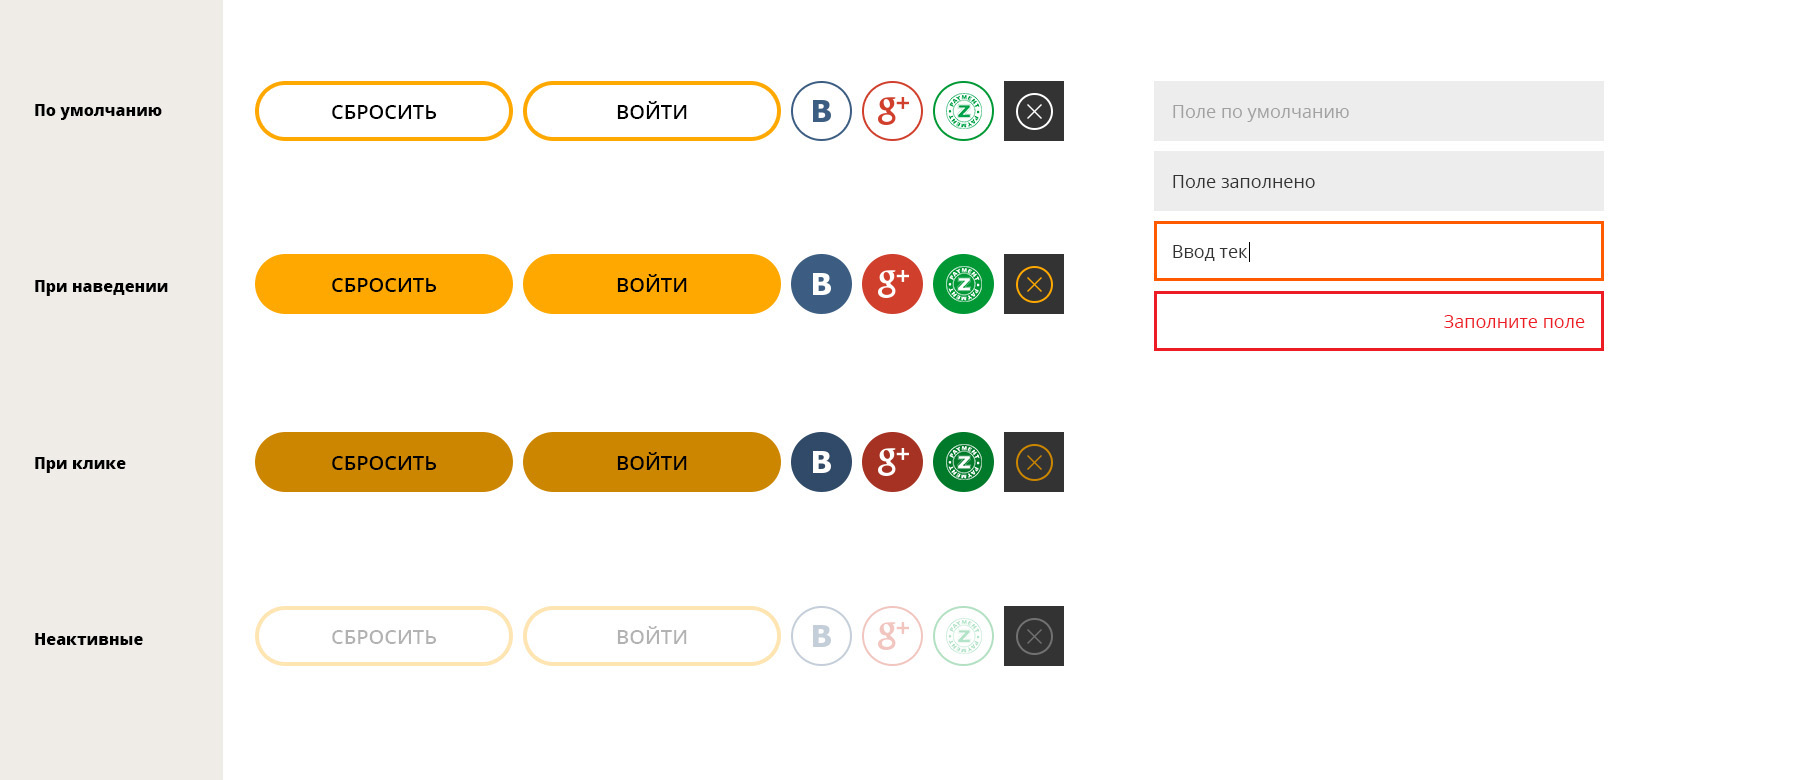 По умолчанию
СБРОСИТЬ
ВОЙТИ
B
g+
PAYMENT
Z
PAYMENT
Поле по умолчанию
Поле заполнено
Ввод тек
Заполните поле
При наведении
СБРОСИТЬ
ВОЙТИ
B
g+
PAYMENT
Z
PAYMENT
При клике
СБРОСИТЬ
ВОЙТИ
B
g+
PAYMENT
Z
PAYMENT
Неактивные
СБРОСИТЬ
ВОЙТИ
B
g+
PAYMENT
Z
PAYMENT